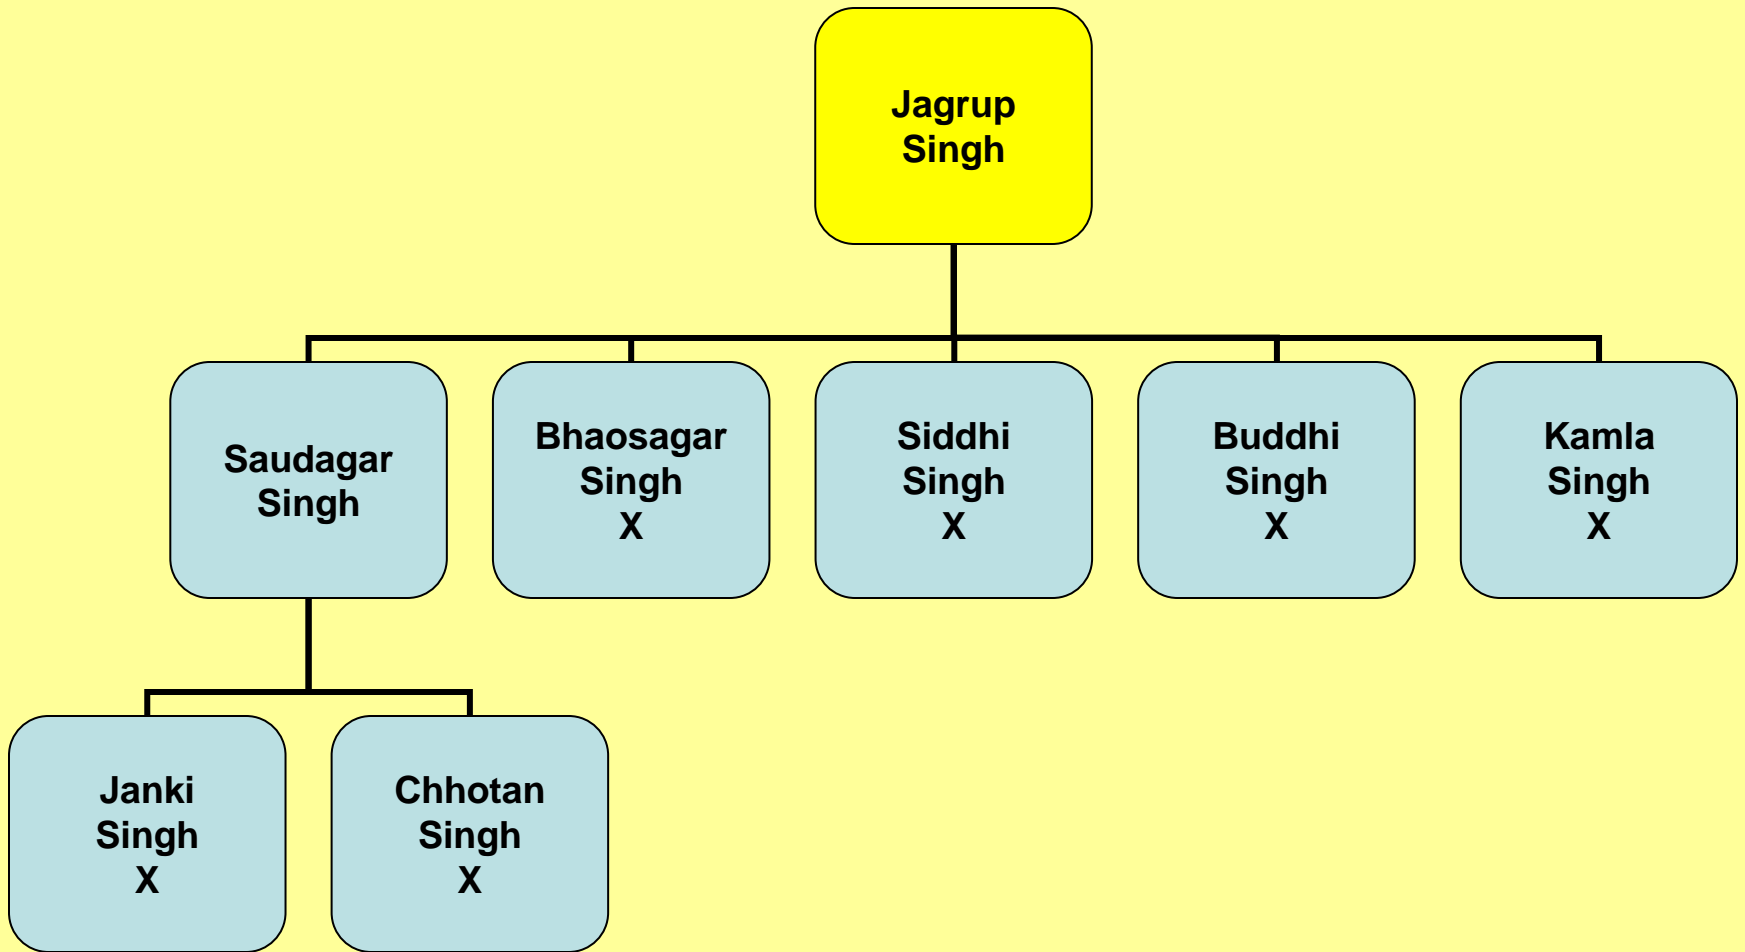 Jagrup
Singh
Saudagar
Singh
Bhaosagar
Singh
X
Siddhi
Singh
X
Buddhi
Singh
X
Kamla
Singh
X
Janki
Singh
X
Chhotan
Singh
X